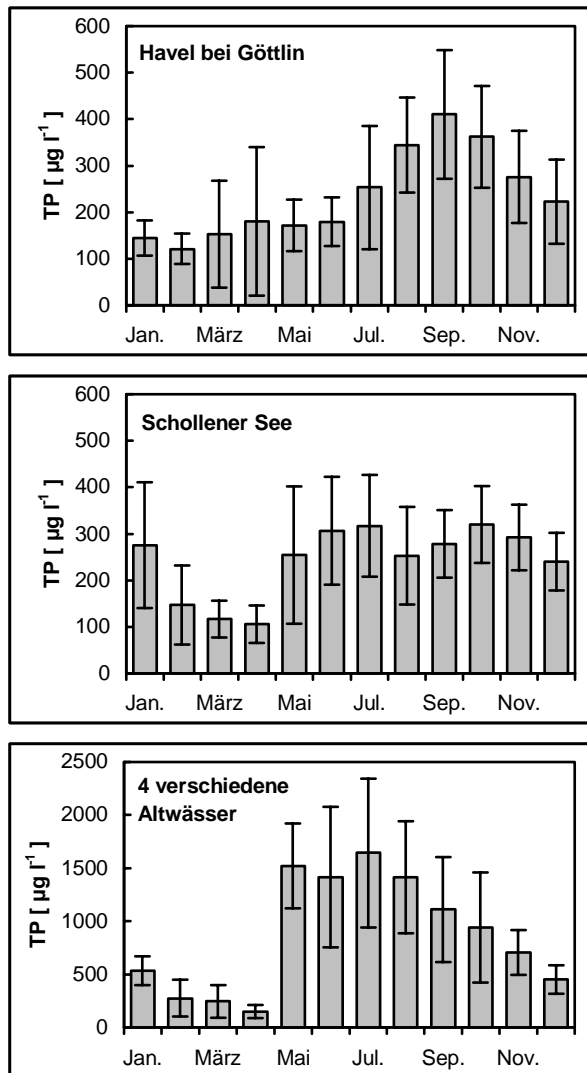 600
500
400
300
200
100
0
TP [ µg l-1 ]
Havel bei Göttlin
Jan. März Mai Jul. Sep. Nov.
600
500
400
300
200
100
0
TP [ µg l-1 ]
Schollener See
Jan. März Mai Jul. Sep. Nov.
2500
2000
1500
1000
500
0
TP [ µg l-1 ]
4 verschiedene
Altwässer
Jan. März Mai Jul. Sep. Nov.